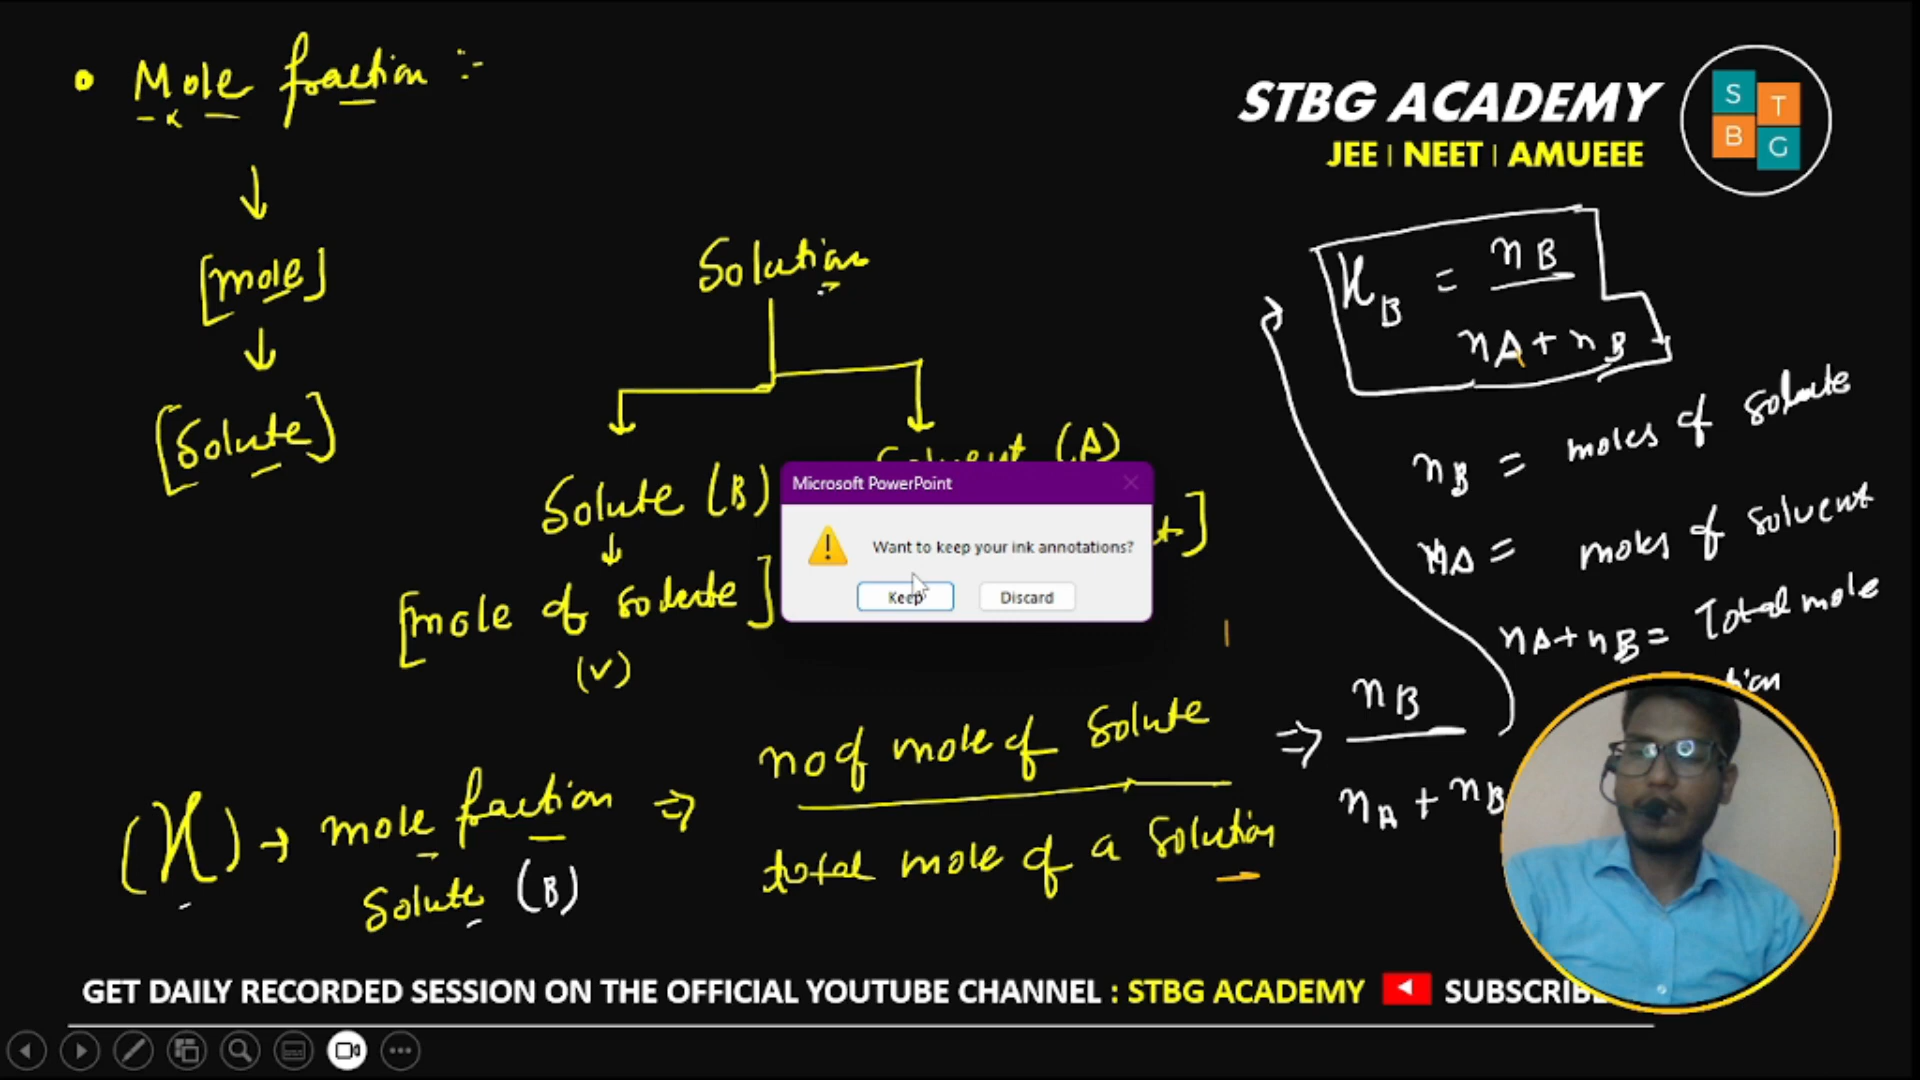 • Mole fraction :-
STBG ACADEMY
S T B G
JEE | NEET | AMUEEE
[mole]
[Solute]
Solution
Solute (B)
Solvent (A)
[mole of solute]
(v)
ϰB = nB / nA + nB
nB = moles of solute
nA = moles of solvent
nA + nB = Total mole
Microsoft PowerPoint
Want to keep your ink annotations?
Keep
Discard
(ϰ) → mole fraction ⇒
Solute (B)
no of mole of Solute
total mole of a Solution
⇒ nB / nA + nB
GET DAILY RECORDED SESSION ON THE OFFICIAL YOUTUBE CHANNEL : STBG ACADEMY